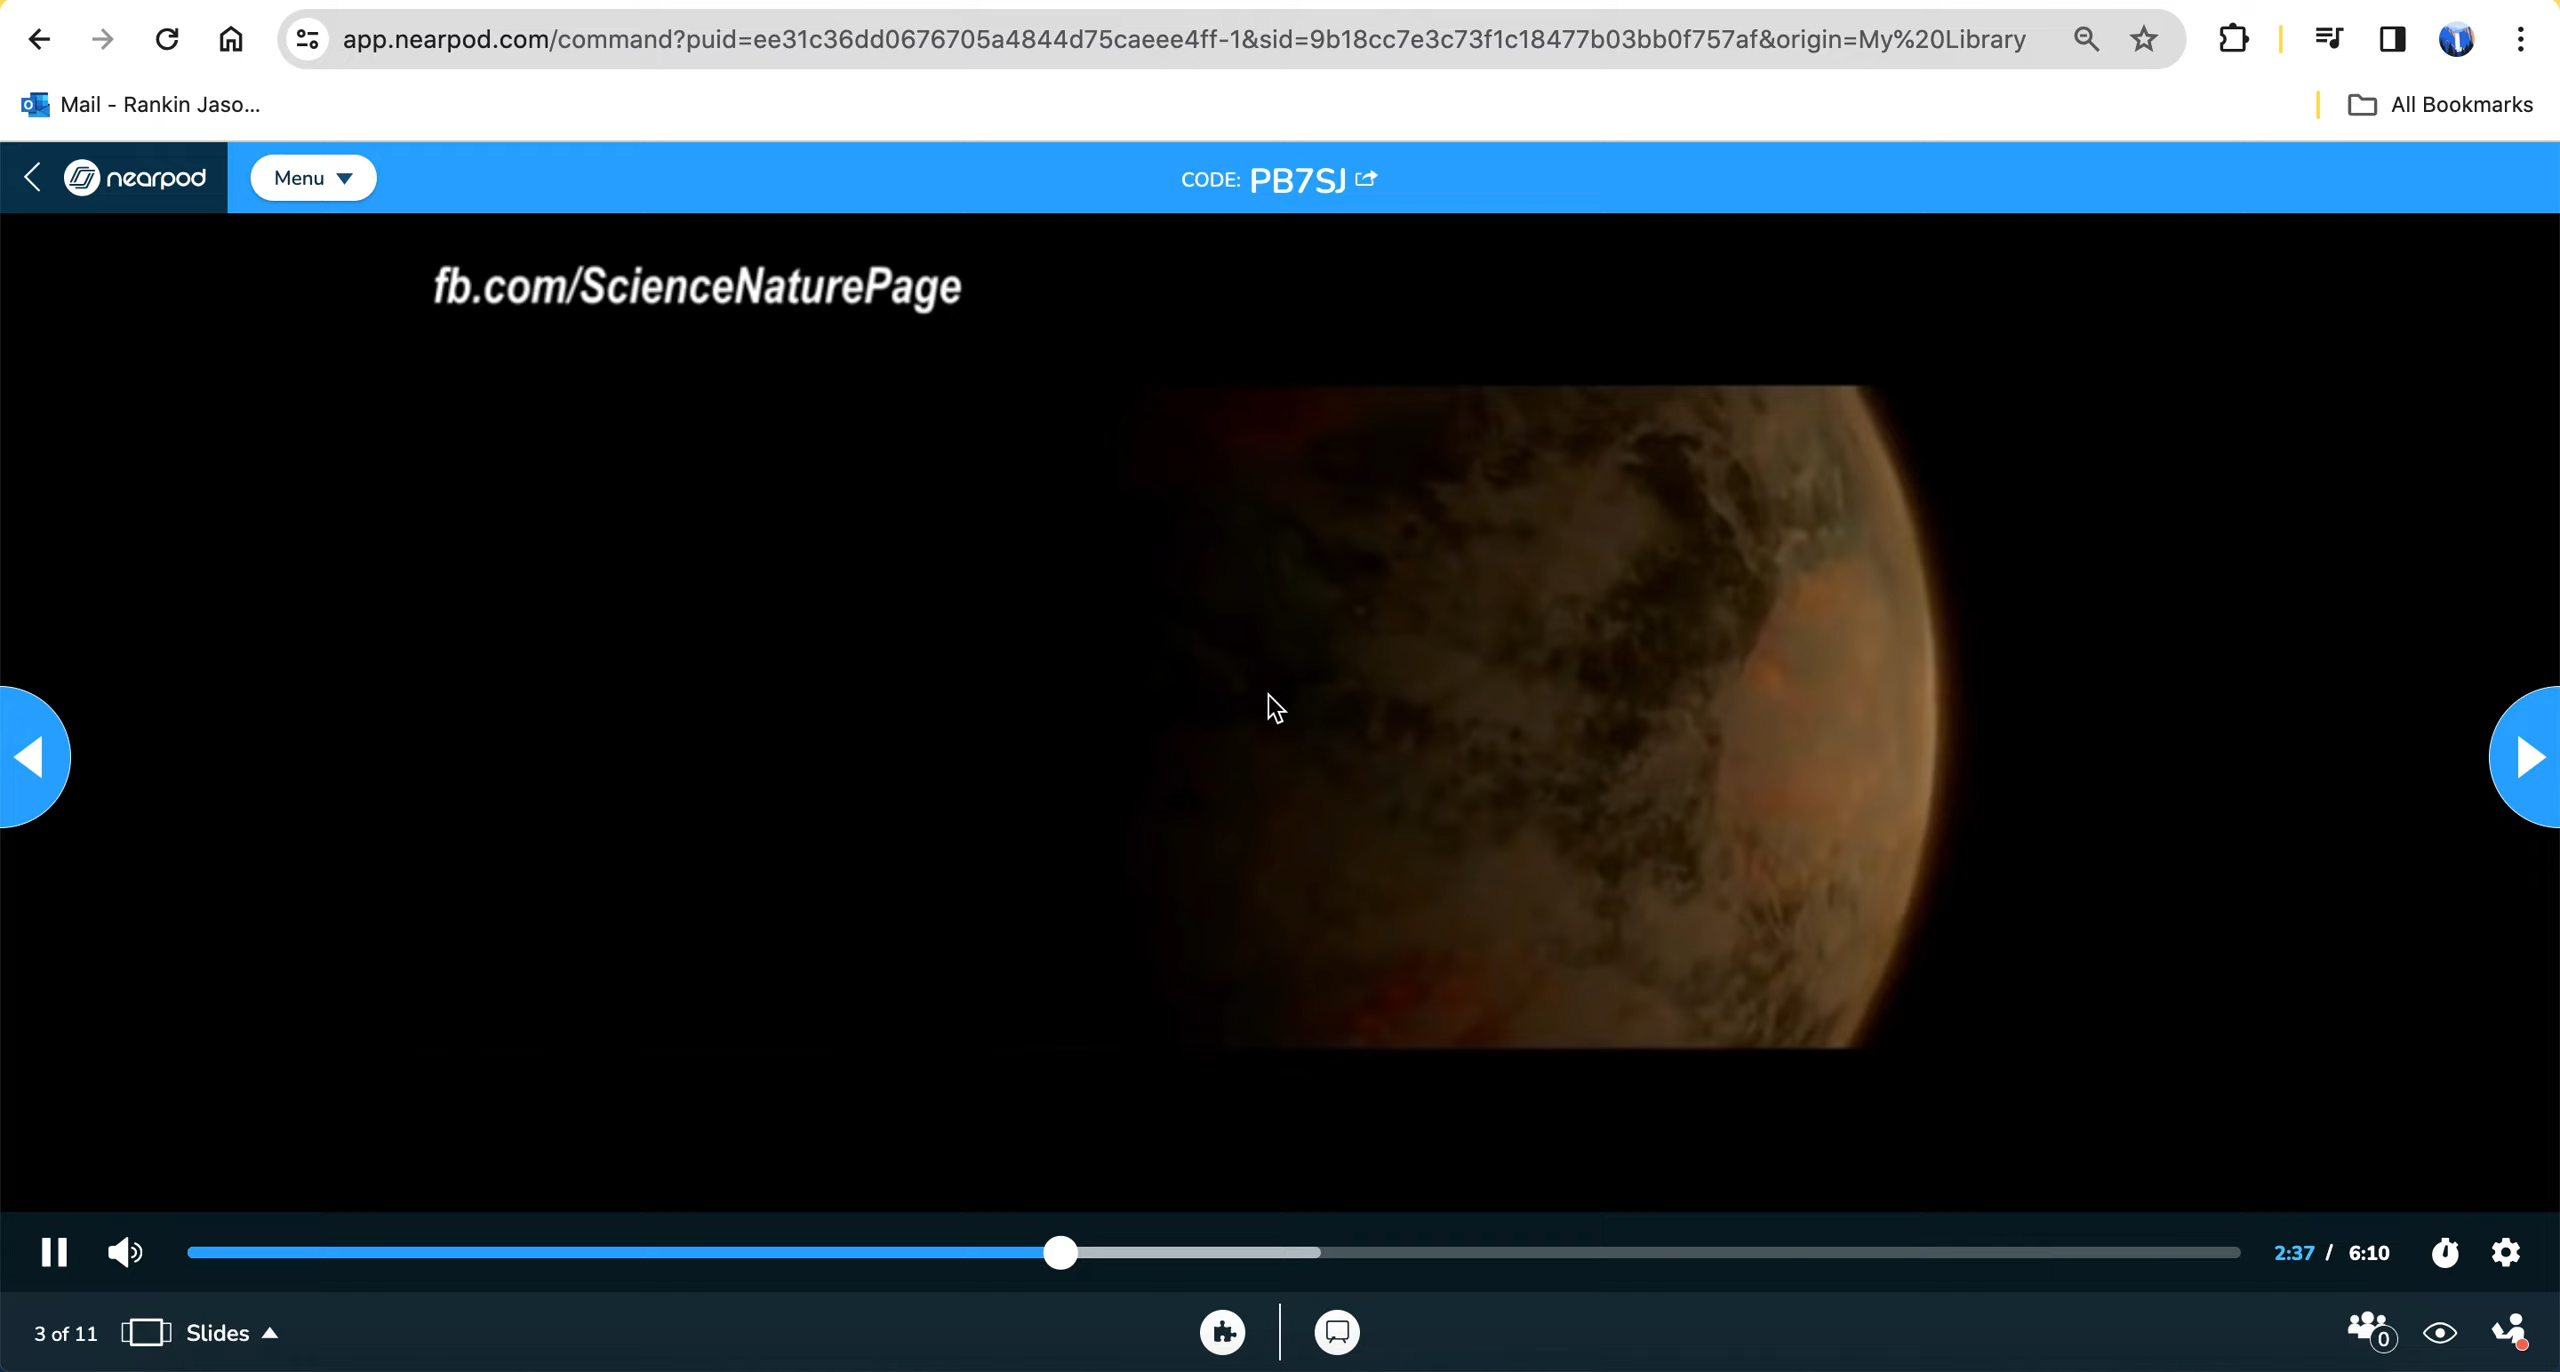 app.nearpod.com/command?puid=ee31c36dd0676705a4844d75caeee4ff-1&sid=9b18cc7e3c73f1c18477b03bb0f757af&origin=My%20Library
Mail - Rankin Jaso...
All Bookmarks
nearpod
Menu
CODE: PB7SJ
fb.com/ScienceNaturePage
2:37 / 6:10
3 of 11
Slides
0